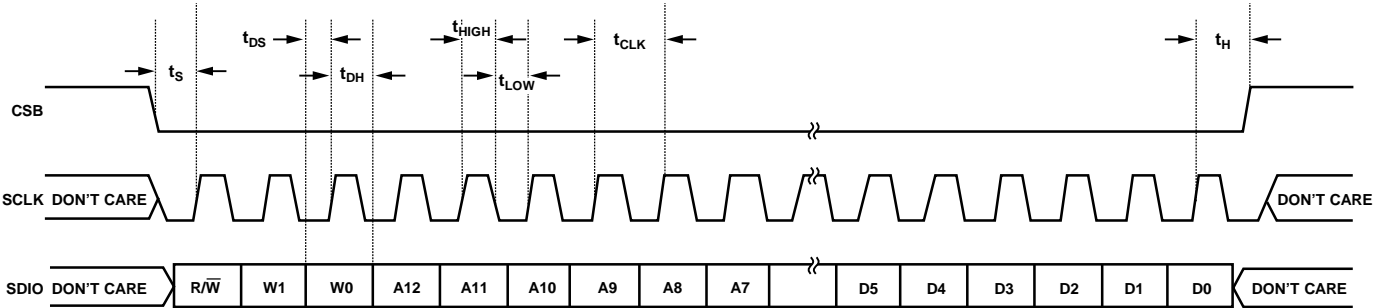 tHIGH
tDS
tCLK
tH
tS
tDH
tLOW
CSB
SCLK DON'T CARE
DON'T CARE
SDIO DON'T CARE R/W̅ W1 W0 A12 A11 A10 A9 A8 A7 D5 D4 D3 D2 D1 D0 DON'T CARE